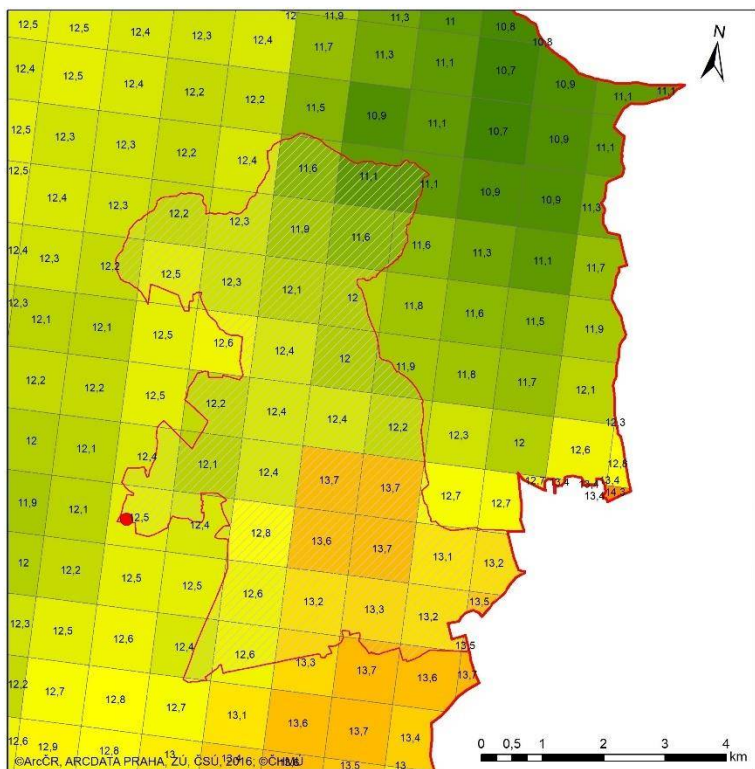 12,5 12,5 12,4 12,3 12,4 12 11,9 11,3 11 10,8
12,4 12,5 12,4 12,2 12,2 11,7 11,3 11,1 10,7 10,8 10,9 11,1 11,1
N
12,5 12,3 12,3 12,2 12,4 11,5 10,9 11,1 10,7 10,9 11,1
12,5 12,4 12,3 12,2 12,3 11,6 11,1 11,1 10,9 10,9 11,3
12,4 12,3 12,2 12,5 12,3 11,9 11,6 11,6 11,3 11,1 11,7
12,3 12,1 12,1 12,5 12,6 12,1 12 11,8 11,6 11,5 11,9
12,2 12,2 12,5 12,2 12,4 12 11,9 11,8 11,7 12,1
12 12,1 12,4 12,1 12,4 12,4 12,2 12,3 12 12,6 12,3
11,9 12,1 12,5 12,4 12,4 13,7 13,7 12,7 12,7 12,7 13,4 13,4 13,4 12,8 14,3
12 12,2 12,5 12,5 12,8 13,6 13,7 13,1 13,2
12,3 12,5 12,6 12,4 12,6 13,2 13,3 13,2 13,5
12,2 12,7 12,8 12,7 12,6 13,3 13,7 13,6 13,7 13,5
12,6 12,9 12,8 13 13,1 13,6 13,7 13,4
13,4 13,5 13
©ArcČR, ARCDATA PRAHA, ZÚ, ČSÚ, 2016; ©ČHMÚ
0 0,5 1 2 3 4
km